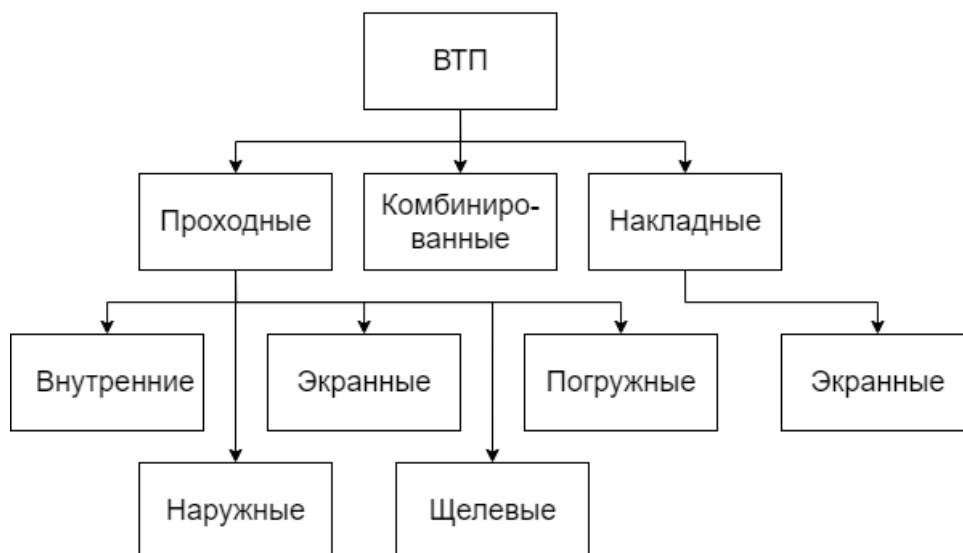 ВТП
Проходные
Комбиниро-
ванные
Накладные
Внутренние
Экранные
Погружные
Экранные
Наружные
Щелевые